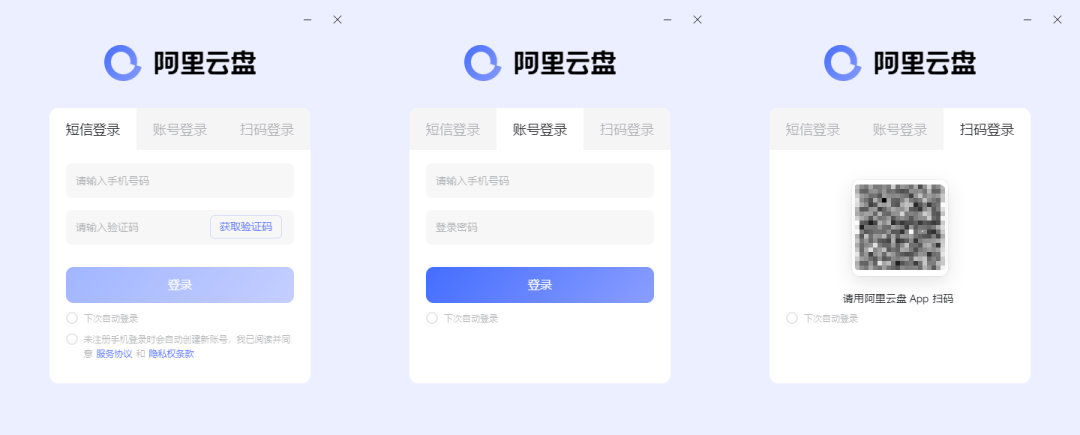 阿里云盘
短信登录 账号登录 扫码登录
请输入手机号码
请输入验证码 获取验证码
登录
下次自动登录
未注册手机登录时会自动创建新账号，我已阅读并同
意 服务协议 和 隐私权条款
阿里云盘
短信登录 账号登录 扫码登录
请输入手机号码
登录密码
登录
下次自动登录
阿里云盘
短信登录 账号登录 扫码登录
请用阿里云盘 App 扫码
下次自动登录